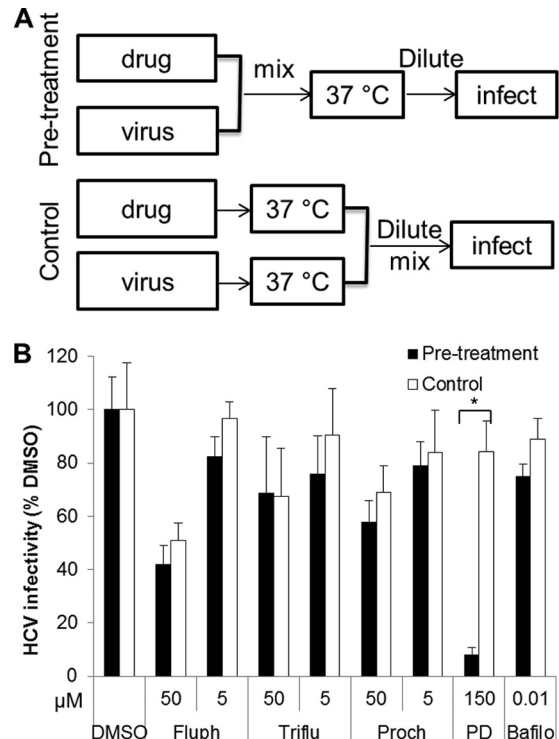 A
Pre-treatment
drug
virus
mix
37 °C
Dilute
infect
Control
drug
virus
37 °C
37 °C
Dilute
mix
infect
B
HCV infectivity (% DMSO)
120
100
80
60
40
20
0
■ Pre-treatment
□ Control
*
µM 50 5 50 5 50 5 150 0.01
DMSO Fluph Triflu Proch PD Bafilo